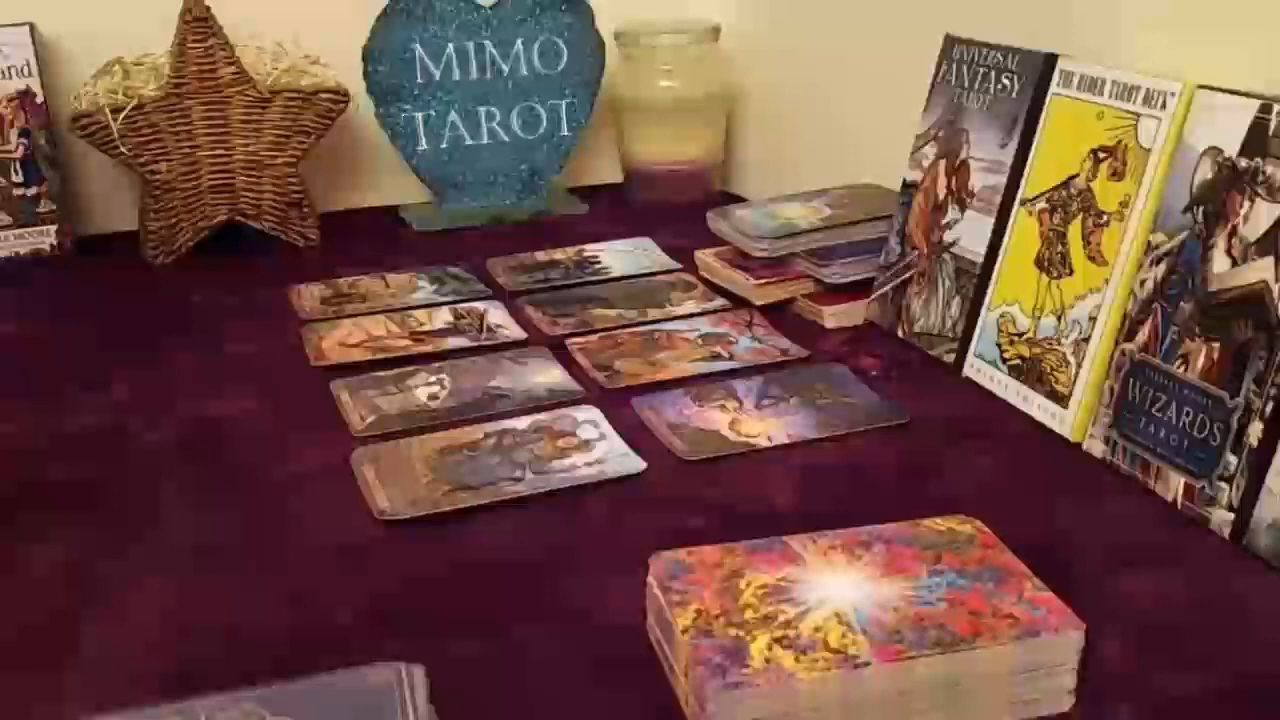 MIMO
TAROT
UNIVERSAL
FANTASY
TAROT
THE RIDER TAROT DECK
WIZARDS
TAROT